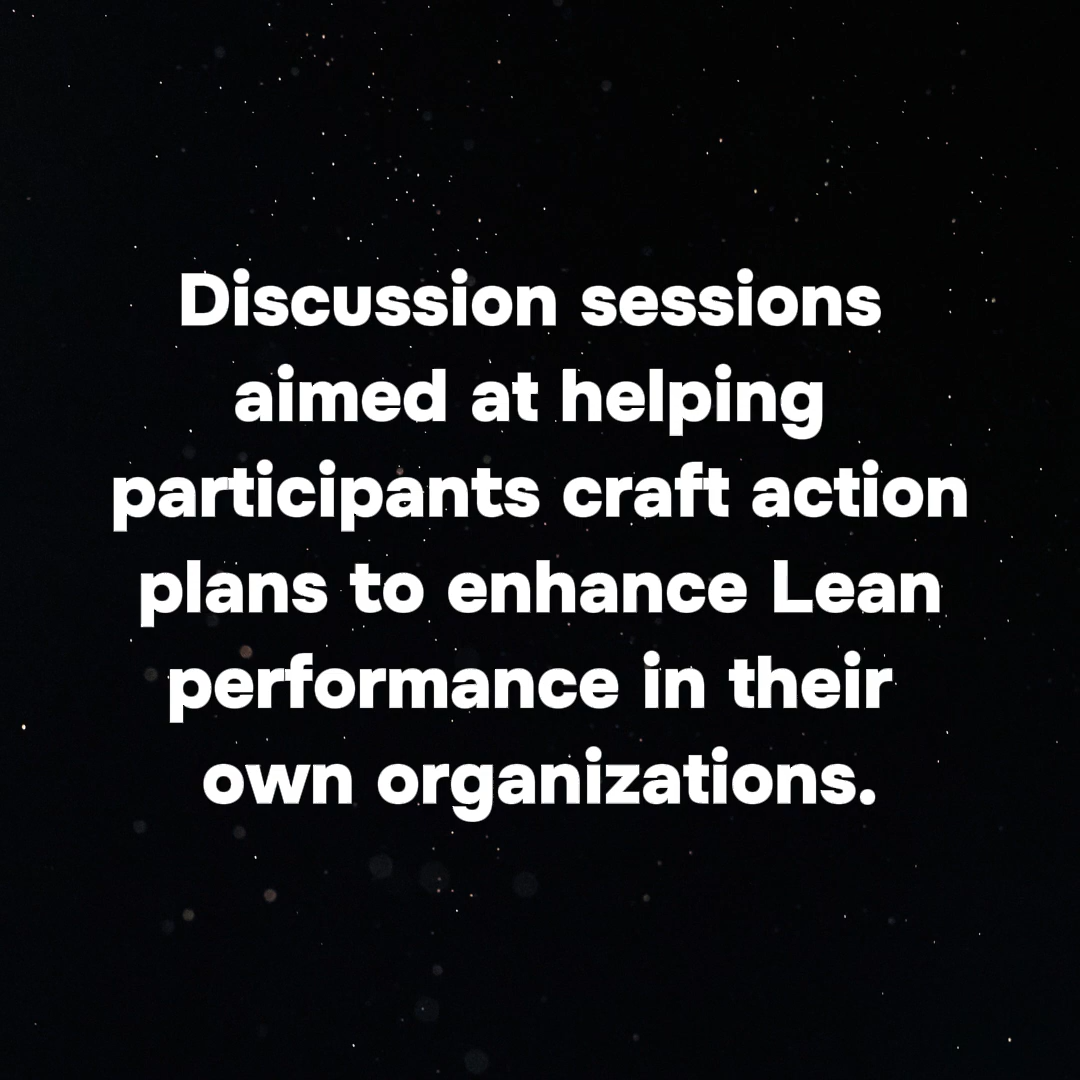 Discussion sessions
aimed at helping
participants craft action
plans to enhance Lean
performance in their
own organizations.